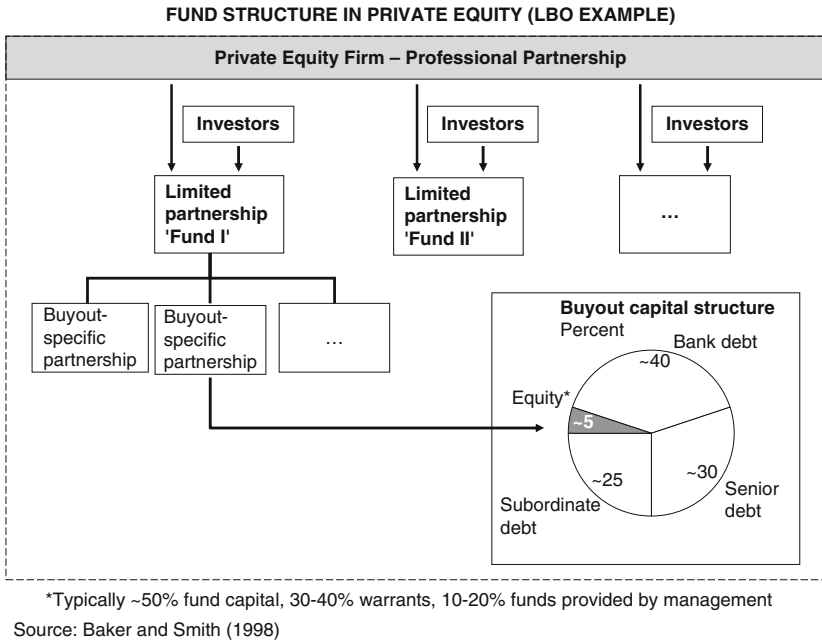 FUND STRUCTURE IN PRIVATE EQUITY (LBO EXAMPLE)
Private Equity Firm – Professional Partnership
Investors
Investors
Investors
Limited
partnership
'Fund I'
Limited
partnership
'Fund II'
...
Buyout-
specific
partnership
Buyout-
specific
partnership
...
Buyout capital structure
Percent
Bank debt
~40
Equity*
~5
~25
~30
Subordinate
debt
Senior
debt
*Typically ~50% fund capital, 30-40% warrants, 10-20% funds provided by management
Source: Baker and Smith (1998)